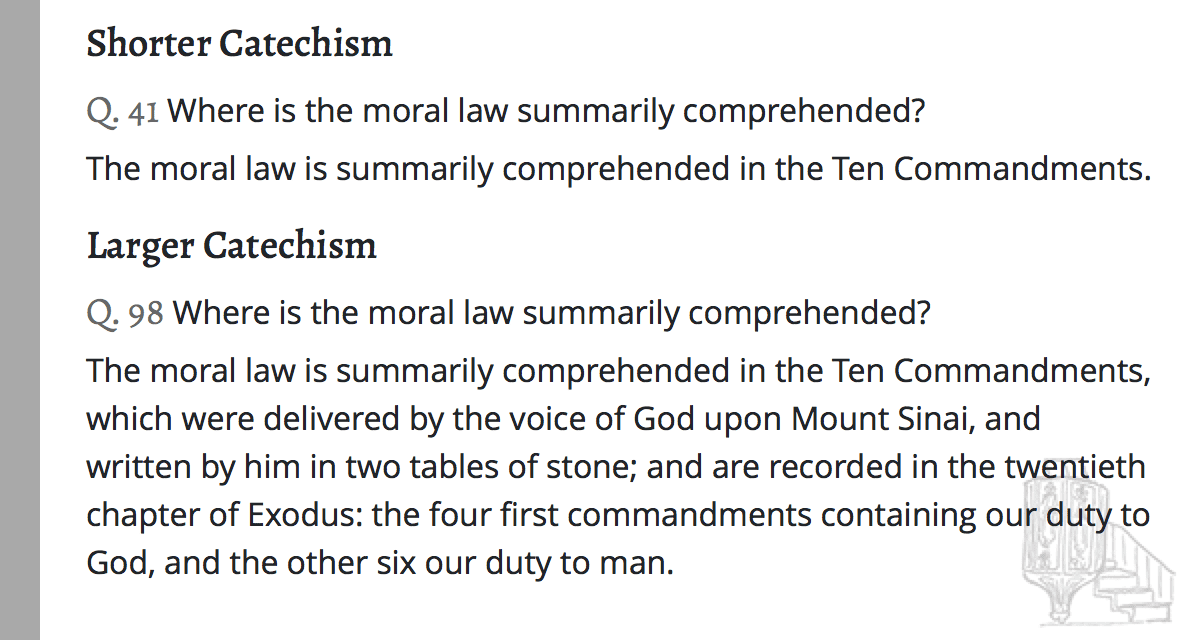 Shorter Catechism
Q. 41 Where is the moral law summarily comprehended?
The moral law is summarily comprehended in the Ten Commandments.
Larger Catechism
Q. 98 Where is the moral law summarily comprehended?
The moral law is summarily comprehended in the Ten Commandments,
which were delivered by the voice of God upon Mount Sinai, and
written by him in two tables of stone; and are recorded in the twentieth
chapter of Exodus: the four first commandments containing our duty to
God, and the other six our duty to man.